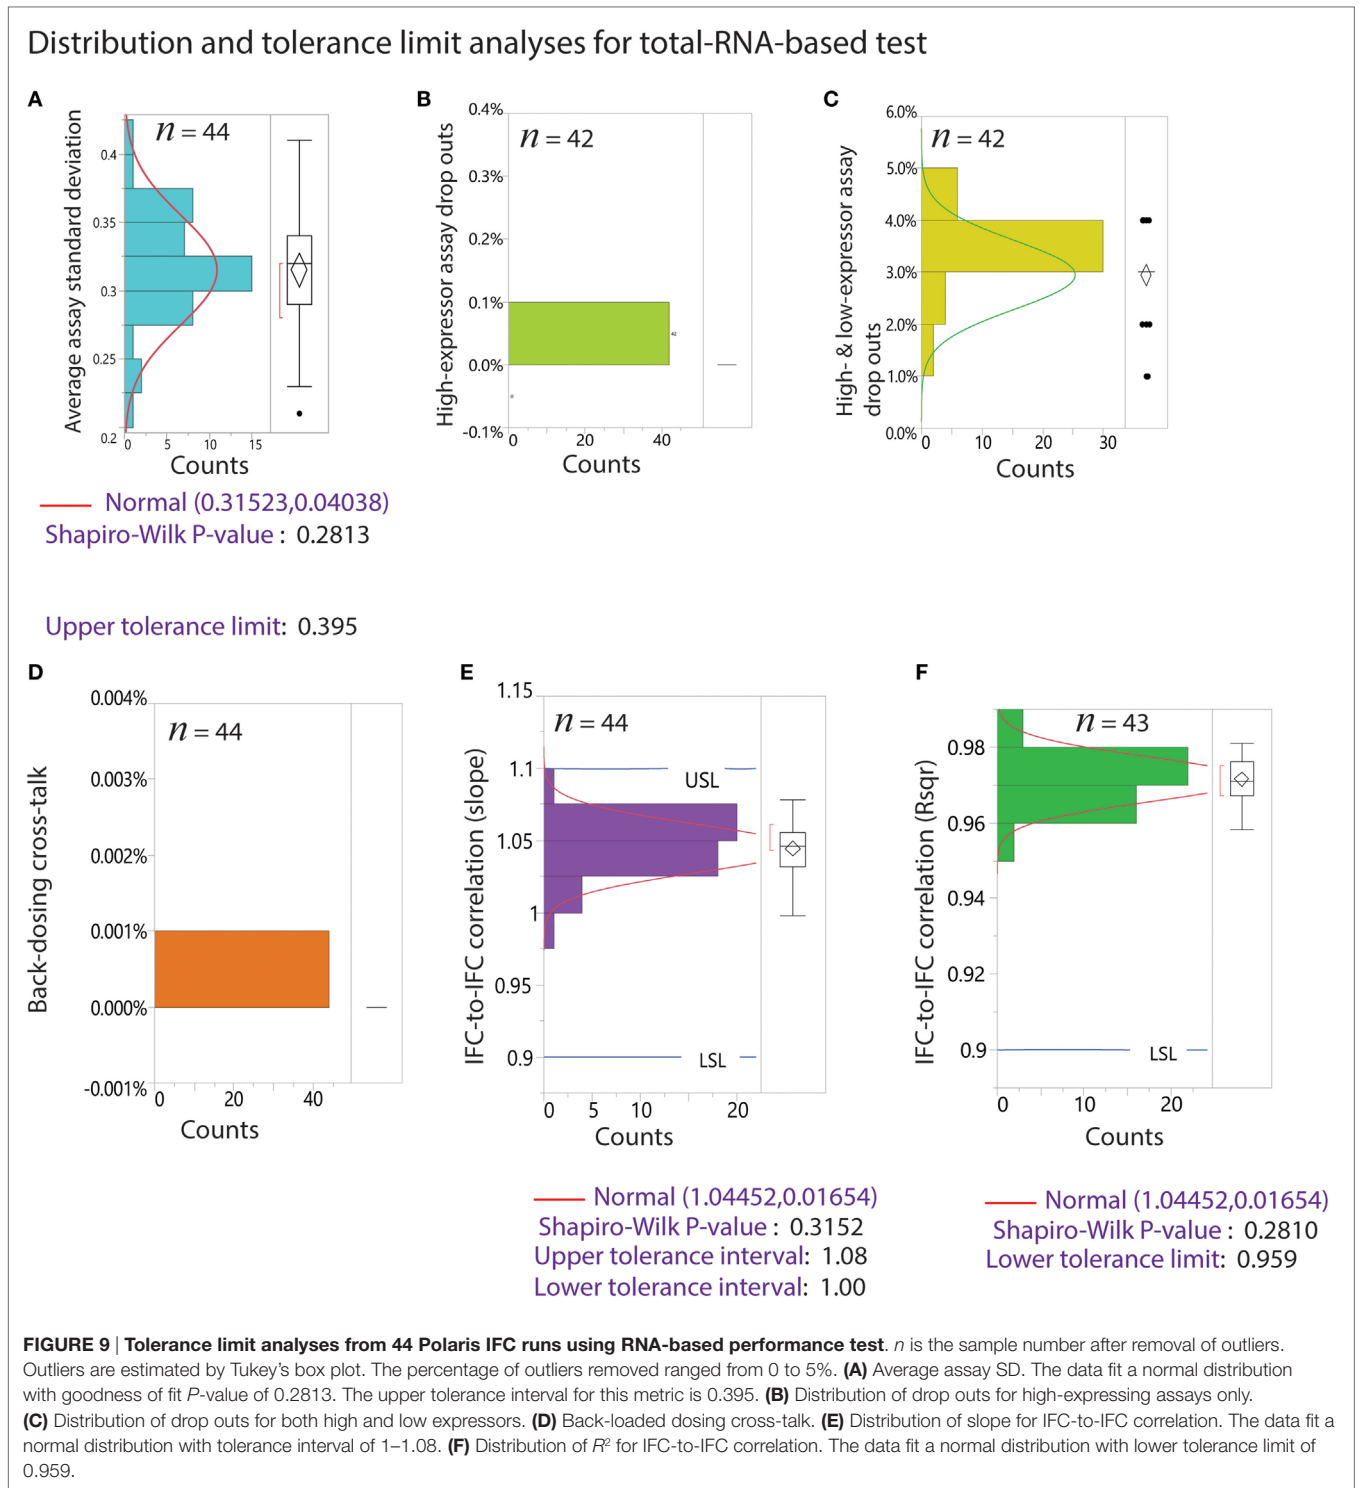 Distribution and tolerance limit analyses for total-RNA-based test
A
Average assay standard deviation
n = 44
0.4
0.35
0.3
0.25
0.2
0 5 10 15
Counts
Normal (0.31523,0.04038)
Shapiro-Wilk P-value : 0.2813
Upper tolerance limit: 0.395
B
High-expressor assay drop outs
n = 42
0.4%
0.3%
0.2%
0.1%
0.0%
-0.1%
42
0
0 20 40
Counts
C
High- & low-expressor assay
drop outs
n = 42
6.0%
5.0%
4.0%
3.0%
2.0%
1.0%
0.0%
0 10 20 30
Counts
D
Back-dosing cross-talk
n = 44
0.004%
0.003%
0.002%
0.001%
0.000%
-0.001%
0 20 40
Counts
E
IFC-to-IFC correlation (slope)
n = 44
1.15
1.1
1.05
1
0.95
0.9
USL
LSL
0 5 10 20
Counts
Normal (1.04452,0.01654)
Shapiro-Wilk P-value : 0.3152
Upper tolerance interval: 1.08
Lower tolerance interval: 1.00
F
IFC-to-IFC correlation (Rsqr)
n = 43
0.98
0.96
0.94
0.92
0.9
LSL
0 10 20
Counts
Normal (1.04452,0.01654)
Shapiro-Wilk P-value : 0.2810
Lower tolerance limit: 0.959
FIGURE 9 | Tolerance limit analyses from 44 Polaris IFC runs using RNA-based performance test. n is the sample number after removal of outliers.
Outliers are estimated by Tukey's box plot. The percentage of outliers removed ranged from 0 to 5%. (A) Average assay SD. The data fit a normal distribution
with goodness of fit P-value of 0.2813. The upper tolerance interval for this metric is 0.395. (B) Distribution of drop outs for high-expressing assays only.
(C) Distribution of drop outs for both high and low expressors. (D) Back-loaded dosing cross-talk. (E) Distribution of slope for IFC-to-IFC correlation. The data fit a
normal distribution with tolerance interval of 1–1.08. (F) Distribution of R² for IFC-to-IFC correlation. The data fit a normal distribution with lower tolerance limit of
0.959.